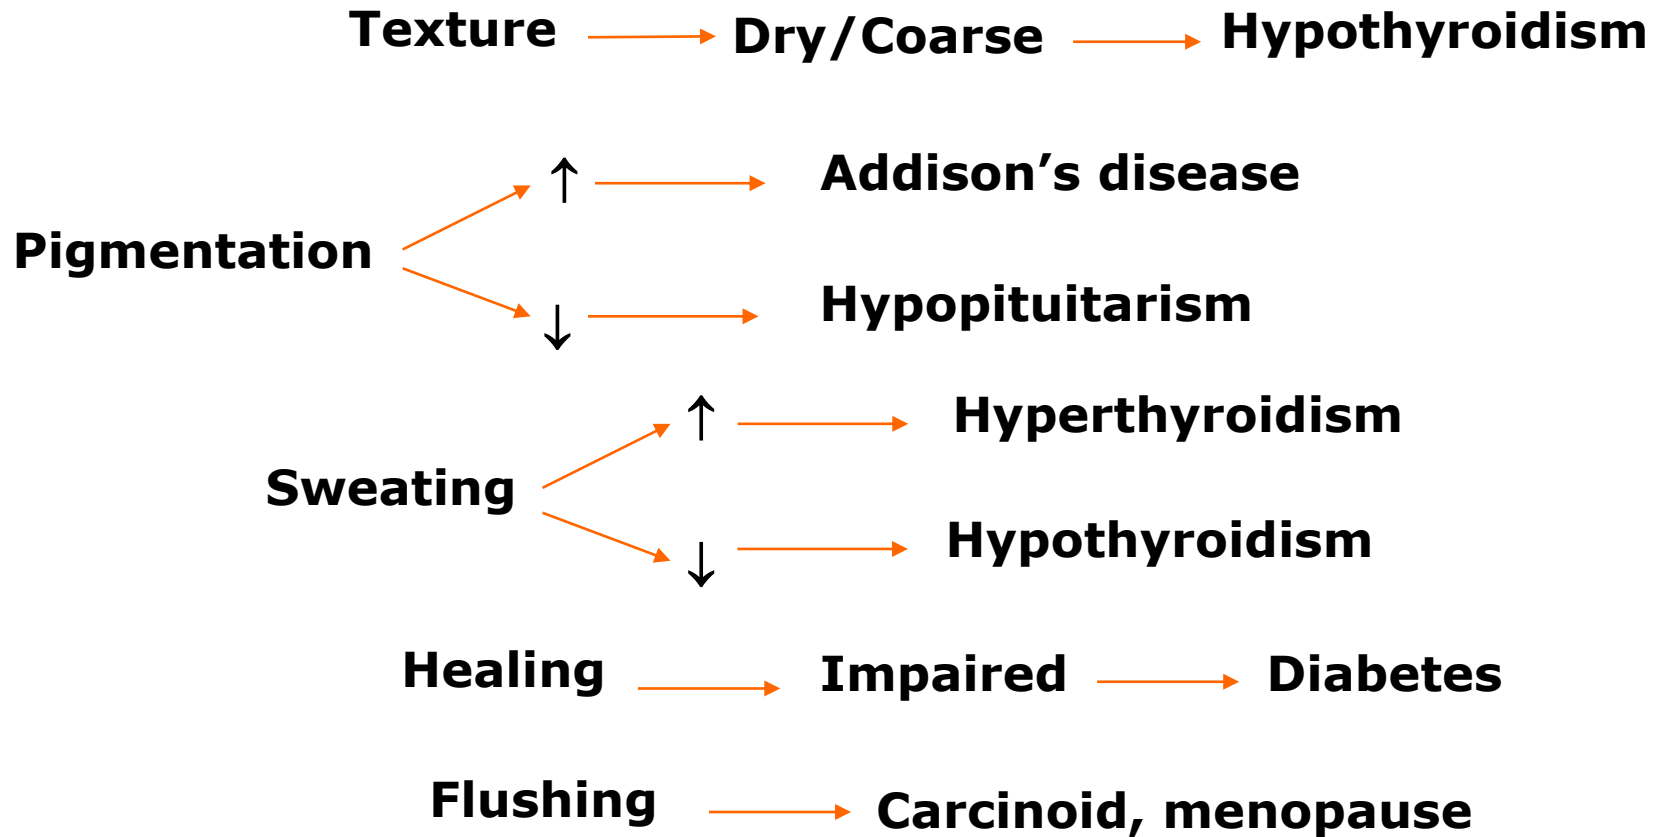 Texture → Dry/Coarse → Hypothyroidism
↑ → Addison’s disease
Pigmentation
↓ → Hypopituitarism
↑ → Hyperthyroidism
Sweating
↓ → Hypothyroidism
Healing → Impaired → Diabetes
Flushing → Carcinoid, menopause